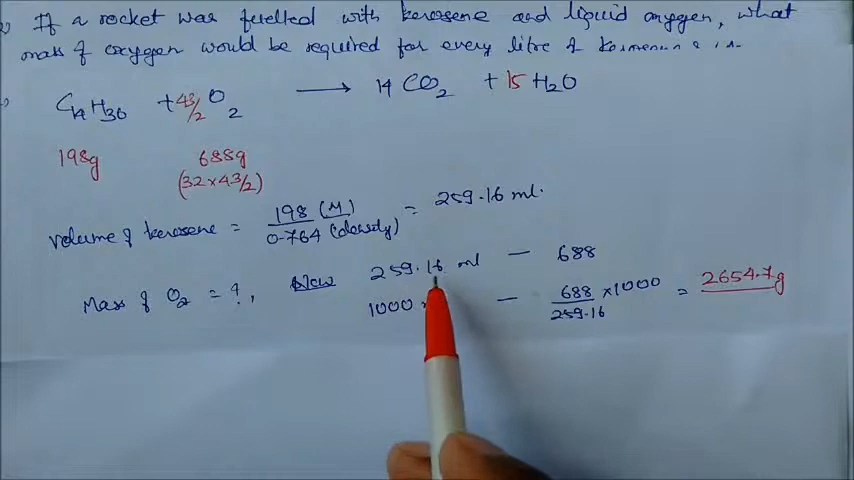 If a rocket was fuelled with kerosene and liquid oxygen, what
mass of oxygen would be required for every litre of
C14H30 + 43/2 O2 → 14 CO2 + 15 H2O
198g 688g
(32×43/2)
Volume of kerosene = 198 (M) / 0.764 (density) = 259.16 ml.
Mass of O2 = ?, Now 259.16 ml — 688
1000 — 688/259.16 ×1000 = 2654.7g